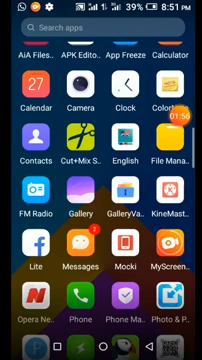 39% 8:51 PM
Search apps
AiA Files.. APK Edito.. App Freeze Calculator
27
01:56
Calendar Camera Clock
Contacts Cut+Mix S.. English File Mana..
FM Radio Gallery GalleryVa.. KineMast..
2
Lite Messages Mocki MyScreen..
Opera Ne.. Phone Phone Ma.. Photo & P..